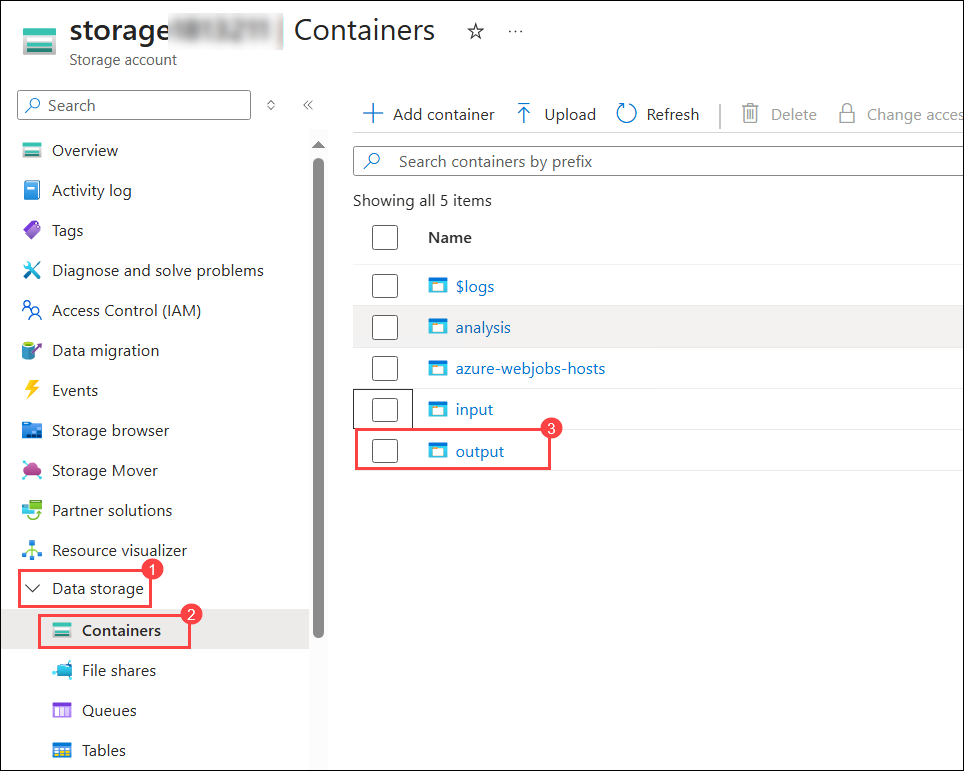 storage | Containers ☆ ...
Storage account
Search
Overview
Activity log
Tags
Diagnose and solve problems
Access Control (IAM)
Data migration
Events
Storage browser
Storage Mover
Partner solutions
Resource visualizer
1
Data storage
2
Containers
File shares
Queues
Tables
Add container Upload Refresh | Delete Change acces
Search containers by prefix
Showing all 5 items
Name
$logs
analysis
azure-webjobs-hosts
input
3
output